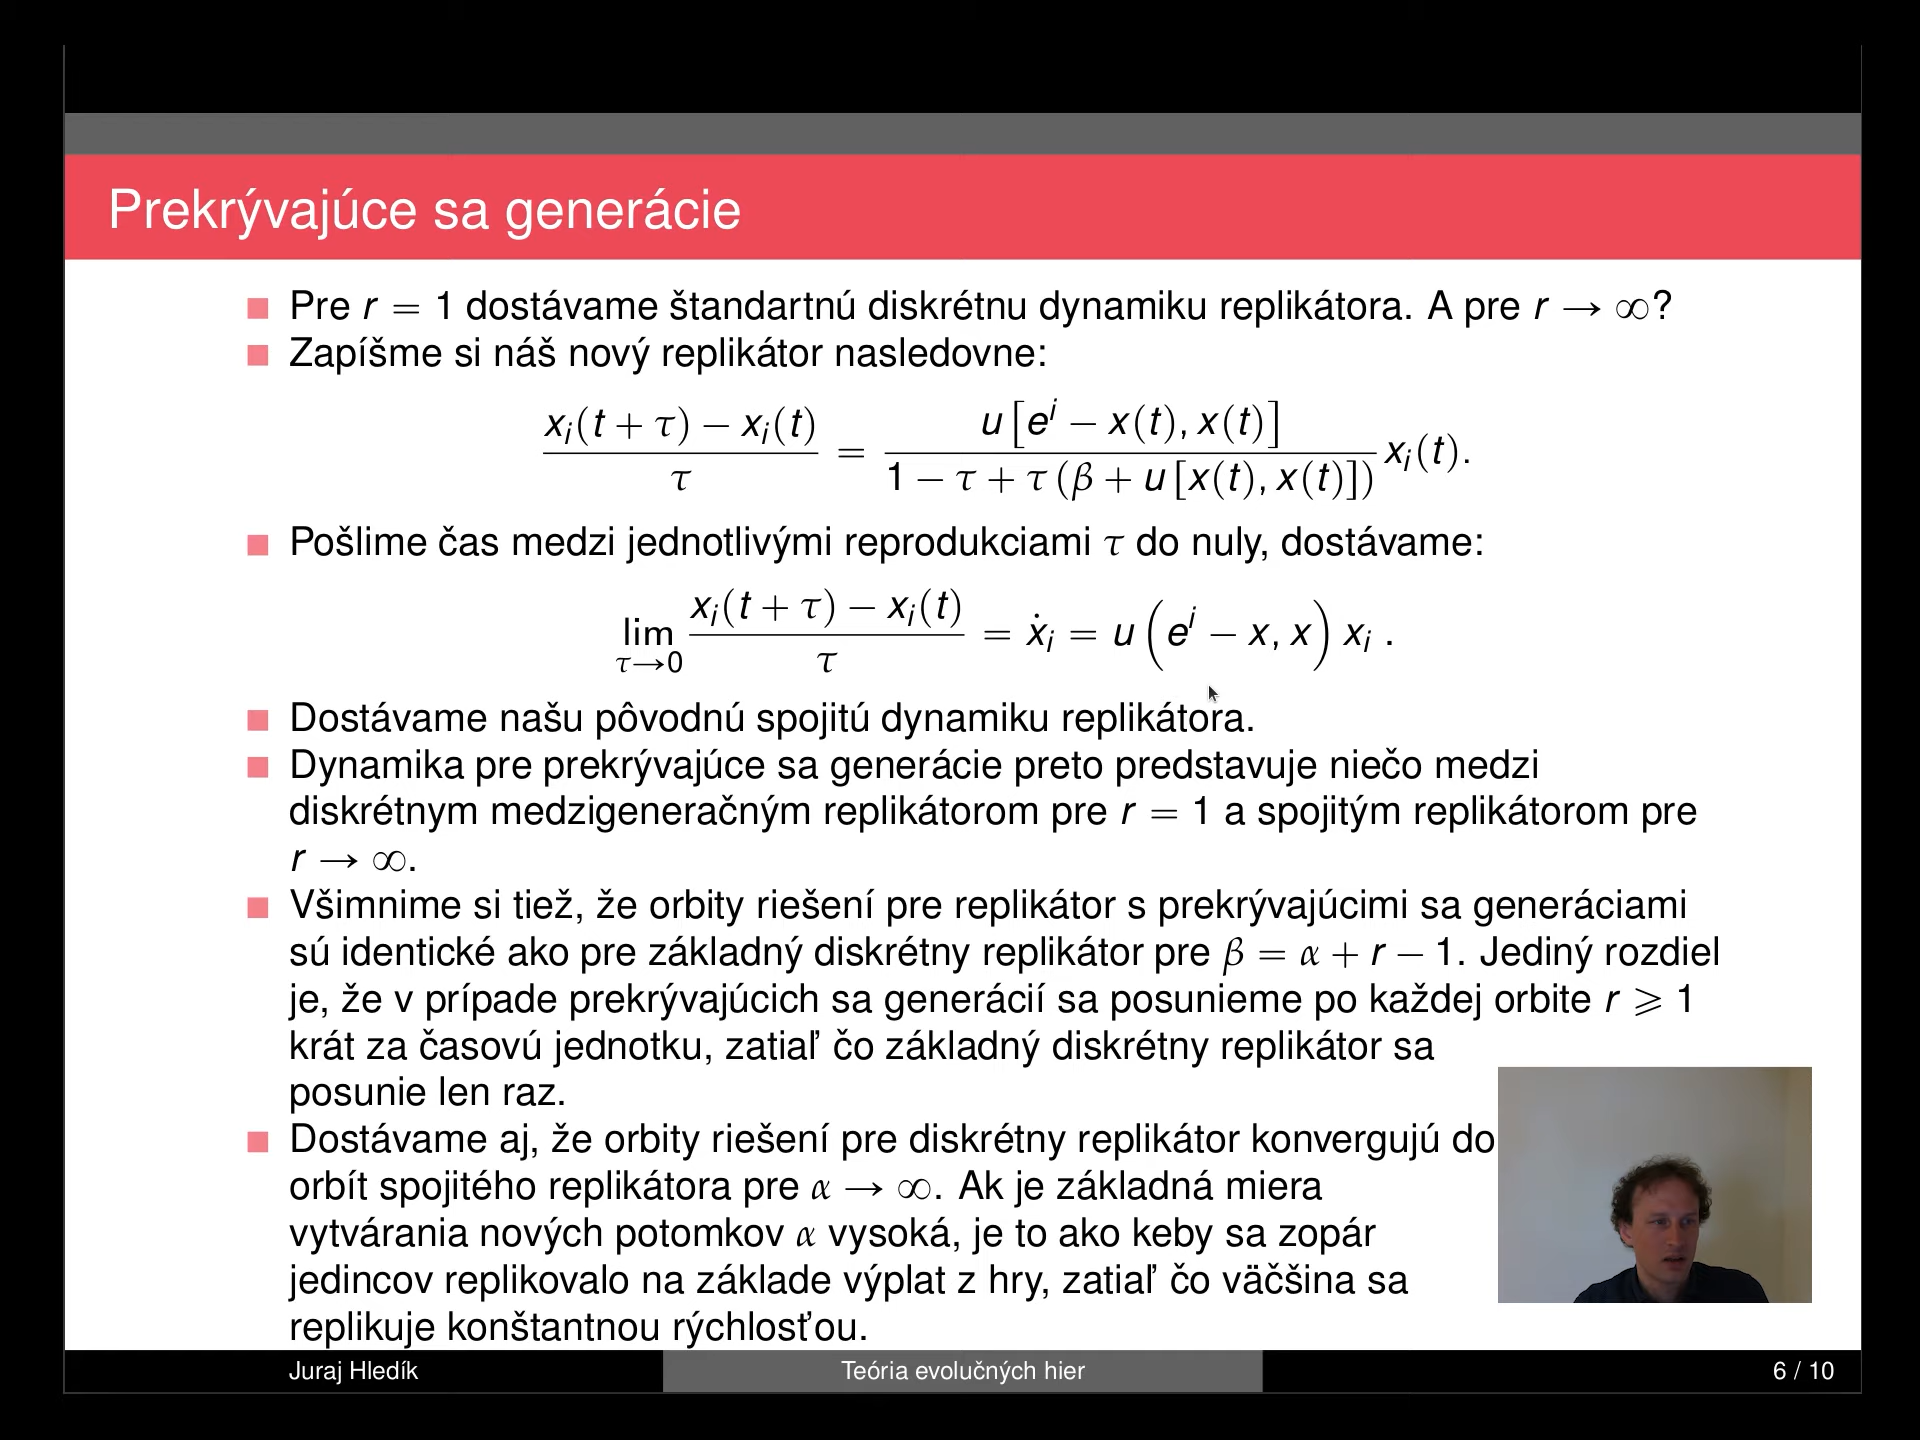 Prekrývajúce sa generácie
Pre r = 1 dostávame štandartnú diskrétnu dynamiku replikátora. A pre r → ∞?
Zapíšme si náš nový replikátor nasledovne:
\frac{x_i(t + τ) − x_i(t)}{τ} = \frac{u[e^i − x(t), x(t)]}{1 − τ + τ(β + u[x(t), x(t)])} x_i(t).
Pošlime čas medzi jednotlivými reprodukciami τ do nuly, dostávame:
\lim_{τ→0} \frac{x_i(t + τ) − x_i(t)}{τ} = \dot{x}_i = u(e^i − x, x) x_i .
Dostávame našu pôvodnú spojitú dynamiku replikátora.
Dynamika pre prekrývajúce sa generácie preto predstavuje niečo medzi
diskrétnym medzigeneračným replikátorom pre r = 1 a spojitým replikátorom pre
r → ∞.
Všimnime si tiež, že orbity riešení pre replikátor s prekrývajúcimi sa generáciami
sú identické ako pre základný diskrétny replikátor pre β = α + r − 1. Jediný rozdiel
je, že v prípade prekrývajúcich sa generácií sa posunieme po každej orbite r ⩾ 1
krát za časovú jednotku, zatiaľ čo základný diskrétny replikátor sa
posunie len raz.
Dostávame aj, že orbity riešení pre diskrétny replikátor konvergujú do
orbít spojitého replikátora pre α → ∞. Ak je základná miera
vytvárania nových potomkov α vysoká, je to ako keby sa zopár
jedincov replikovalo na základe výplat z hry, zatiaľ čo väčšina sa
replikuje konštantnou rýchlosťou.
Juraj Hledík Teória evolučných hier 6 / 10